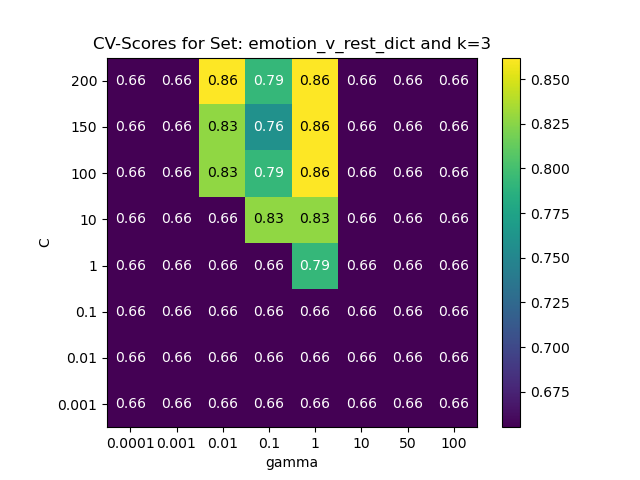 CV-Scores for Set: emotion_v_rest_dict and k=3
200 0.66 0.66 0.86 0.79 0.86 0.66 0.66 0.66
150 0.66 0.66 0.83 0.76 0.86 0.66 0.66 0.66
100 0.66 0.66 0.83 0.79 0.86 0.66 0.66 0.66
10 0.66 0.66 0.66 0.83 0.83 0.66 0.66 0.66
1 0.66 0.66 0.66 0.66 0.79 0.66 0.66 0.66
0.1 0.66 0.66 0.66 0.66 0.66 0.66 0.66 0.66
0.01 0.66 0.66 0.66 0.66 0.66 0.66 0.66 0.66
0.001 0.66 0.66 0.66 0.66 0.66 0.66 0.66 0.66
0.0001 0.001 0.01 0.1 1 10 50 100
gamma
C
0.850
0.825
0.800
0.775
0.750
0.725
0.700
0.675